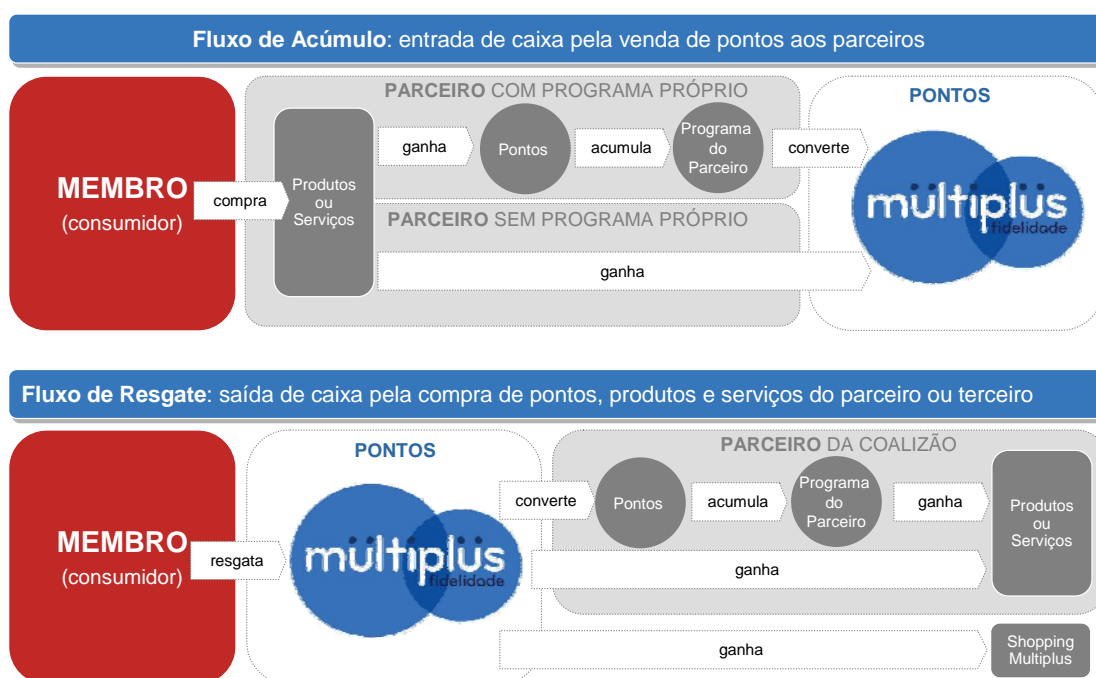 Fluxo de Acúmulo: entrada de caixa pela venda de pontos aos parceiros
MEMBRO
(consumidor)
compra
Produtos
ou
Serviços
PARCEIRO COM PROGRAMA PRÓPRIO
ganha
Pontos
acumula
Programa
do
Parceiro
converte
PARCEIRO SEM PROGRAMA PRÓPRIO
ganha
PONTOS
mültiplüs
fidelidade
Fluxo de Resgate: saída de caixa pela compra de pontos, produtos e serviços do parceiro ou terceiro
MEMBRO
(consumidor)
resgata
PONTOS
mültiplüs
fidelidade
PARCEIRO DA COALIZÃO
converte
Pontos
acumula
Programa
do
Parceiro
ganha
Produtos
ou
Serviços
ganha
ganha
Shopping
Multiplus